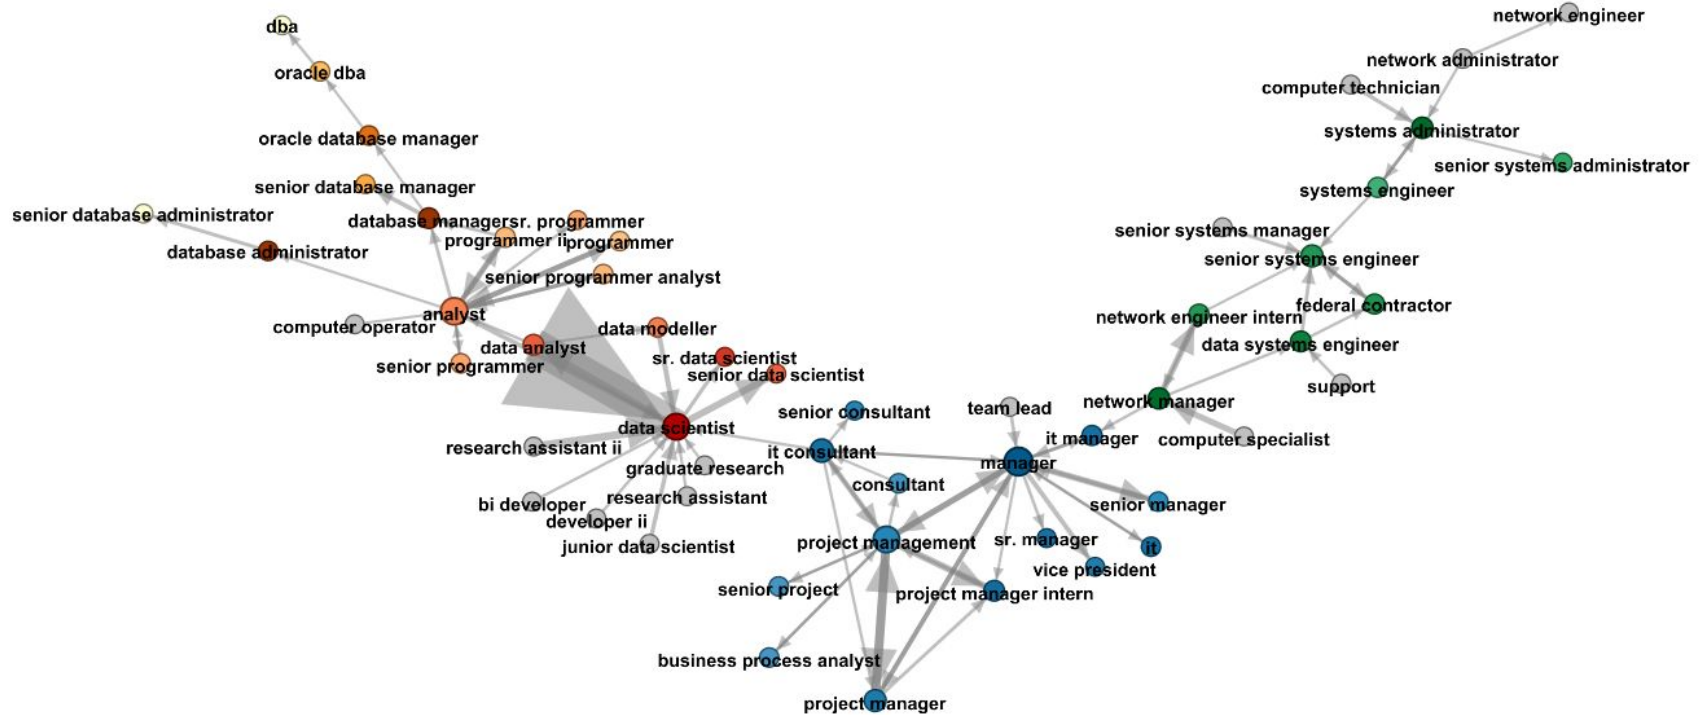 dba
oracle dba
oracle database manager
senior database manager
senior database administrator
database administrator
database manager
sr. programmer
programmer ii
programmer
senior programmer analyst
analyst
computer operator
data analyst
data modeller
senior programmer
sr. data scientist
senior data scientist
data scientist
research assistant ii
graduate research
bi developer
research assistant
developer ii
junior data scientist
senior consultant
it consultant
consultant
team lead
it manager
manager
project management
senior manager
sr. manager
it
vice president
senior project
project manager intern
business process analyst
project manager
network engineer
network administrator
computer technician
systems administrator
senior systems administrator
systems engineer
senior systems manager
senior systems engineer
federal contractor
network engineer intern
data systems engineer
support
network manager
computer specialist